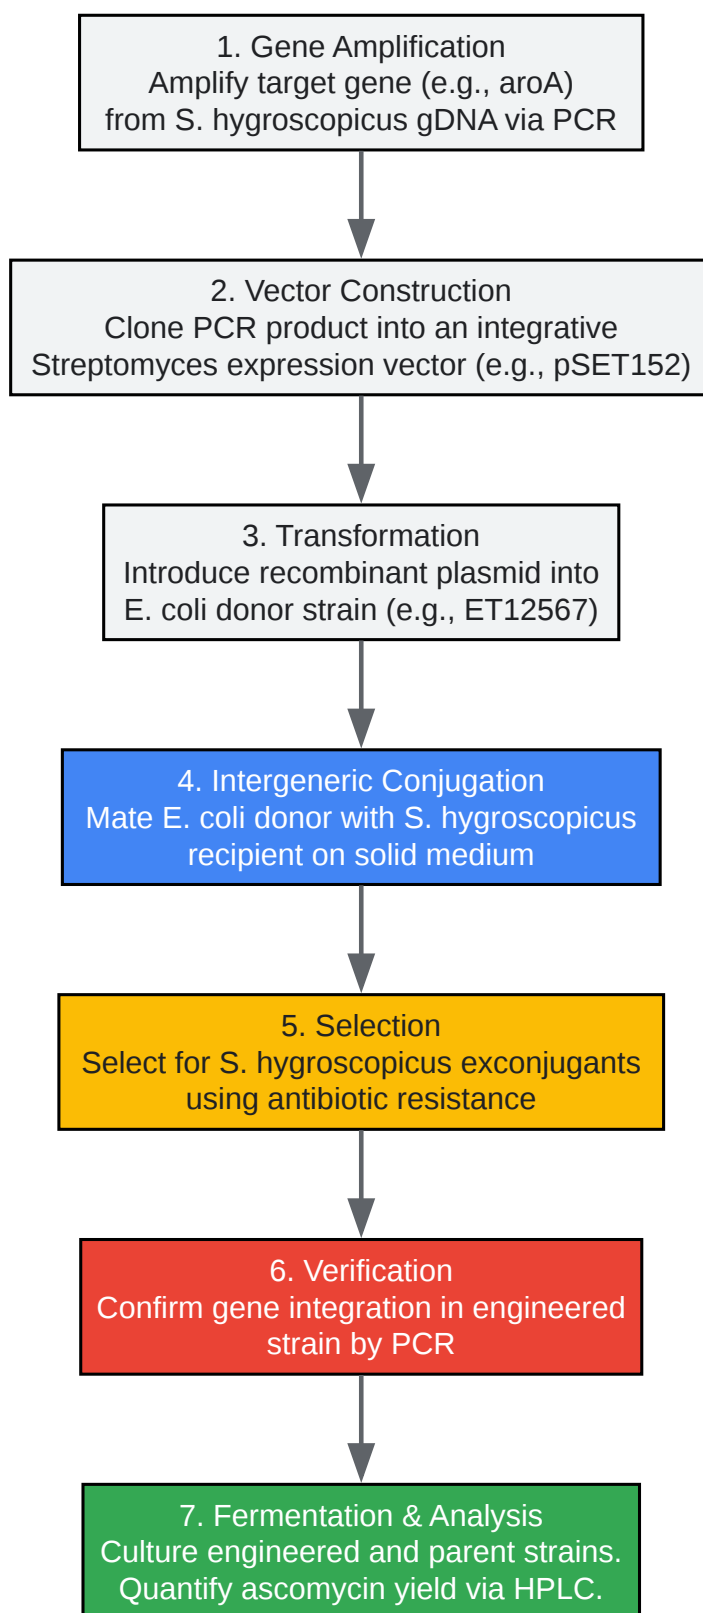 1. Gene Amplification
Amplify target gene (e.g., aroA)
from S. hygroscopicus gDNA via PCR
2. Vector Construction
Clone PCR product into an integrative
Streptomyces expression vector (e.g., pSET152)
3. Transformation
Introduce recombinant plasmid into
E. coli donor strain (e.g., ET12567)
4. Intergeneric Conjugation
Mate E. coli donor with S. hygroscopicus
recipient on solid medium
5. Selection
Select for S. hygroscopicus exconjugants
using antibiotic resistance
6. Verification
Confirm gene integration in engineered
strain by PCR
7. Fermentation & Analysis
Culture engineered and parent strains.
Quantify ascomycin yield via HPLC.